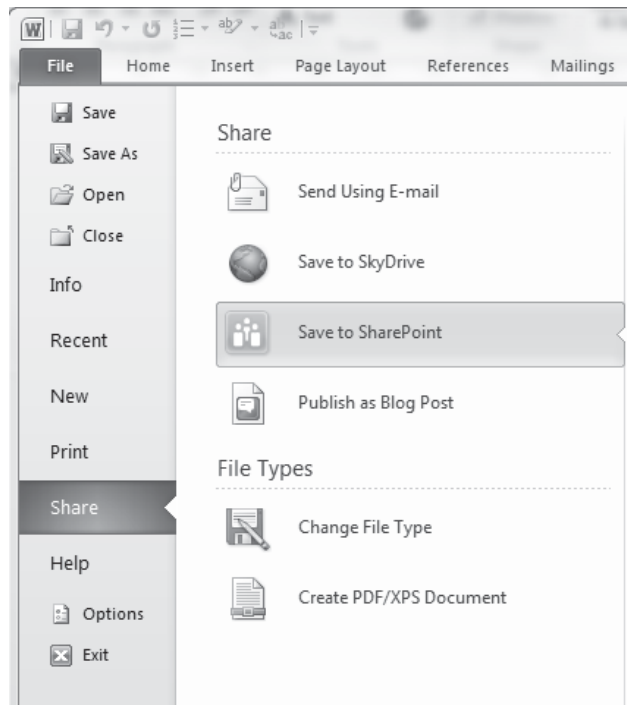 W
File Home Insert Page Layout References Mailings
Save
Save As
Open
Close
Info
Recent
New
Print
Share
Help
Options
Exit
Share
Send Using E-mail
Save to SkyDrive
Save to SharePoint
Publish as Blog Post
File Types
Change File Type
Create PDF/XPS Document